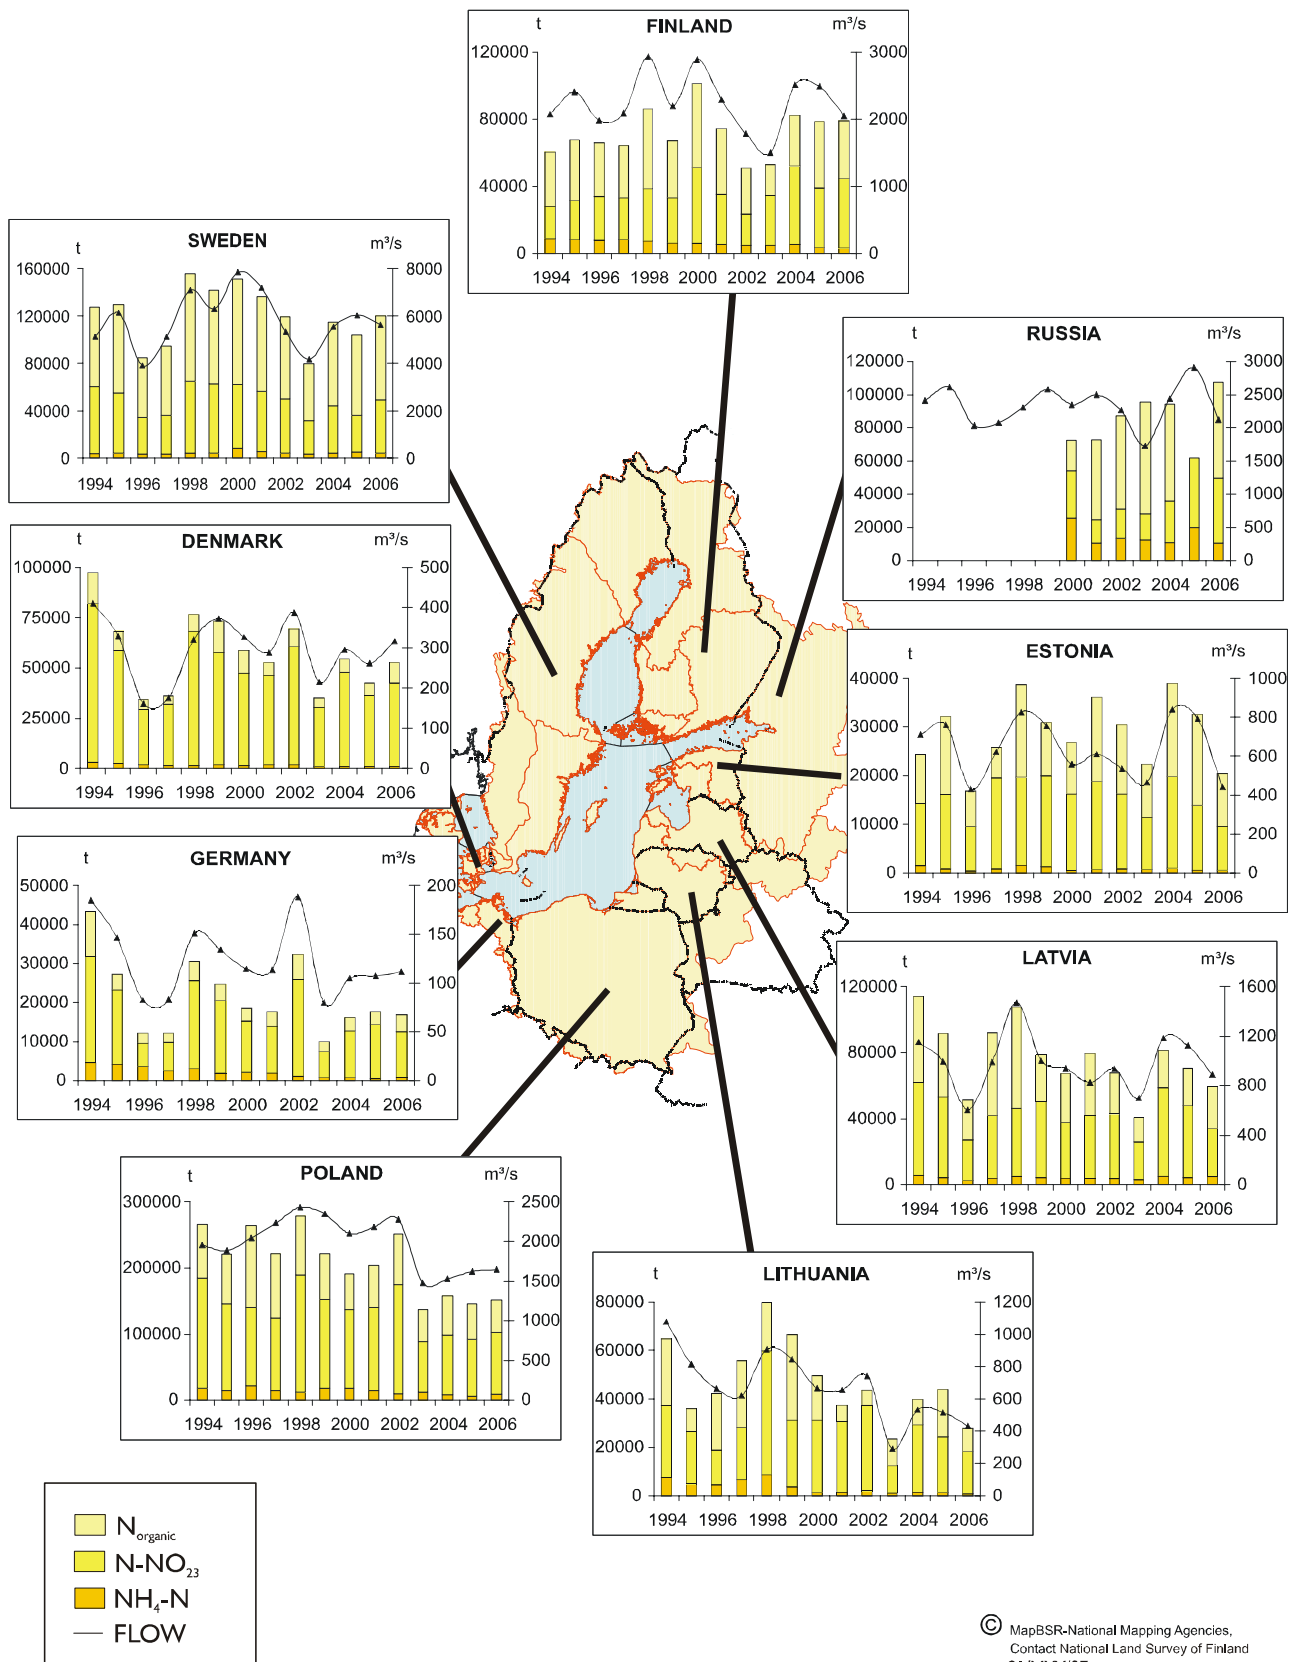 FINLAND
t
m³/s
120000
80000
40000
0
3000
2000
1000
0
1994 1996 1998 2000 2002 2004 2006
SWEDEN
t
m³/s
160000
120000
80000
40000
0
8000
6000
4000
2000
0
1994 1996 1998 2000 2002 2004 2006
RUSSIA
t
m³/s
120000
100000
80000
60000
40000
20000
0
3000
2500
2000
1500
1000
500
0
1994 1996 1998 2000 2002 2004 2006
DENMARK
t
m³/s
100000
75000
50000
25000
0
500
400
300
200
100
0
1994 1996 1998 2000 2002 2004 2006
ESTONIA
t
m³/s
40000
30000
20000
10000
0
1000
800
600
400
200
0
1994 1996 1998 2000 2002 2004 2006
GERMANY
t
m³/s
50000
40000
30000
20000
10000
0
200
150
100
50
0
1994 1996 1998 2000 2002 2004 2006
LATVIA
t
m³/s
120000
80000
40000
0
1600
1200
800
400
0
1994 1996 1998 2000 2002 2004 2006
POLAND
t
m³/s
300000
200000
100000
0
2500
2000
1500
1000
500
0
1994 1996 1998 2000 2002 2004 2006
LITHUANIA
t
m³/s
80000
60000
40000
20000
0
1200
1000
800
600
400
200
0
1994 1996 1998 2000 2002 2004 2006
N organic
N-NO₂₃
NH₄-N
FLOW
© MapBSR-National Mapping Agencies,
Contact National Land Survey of Finland